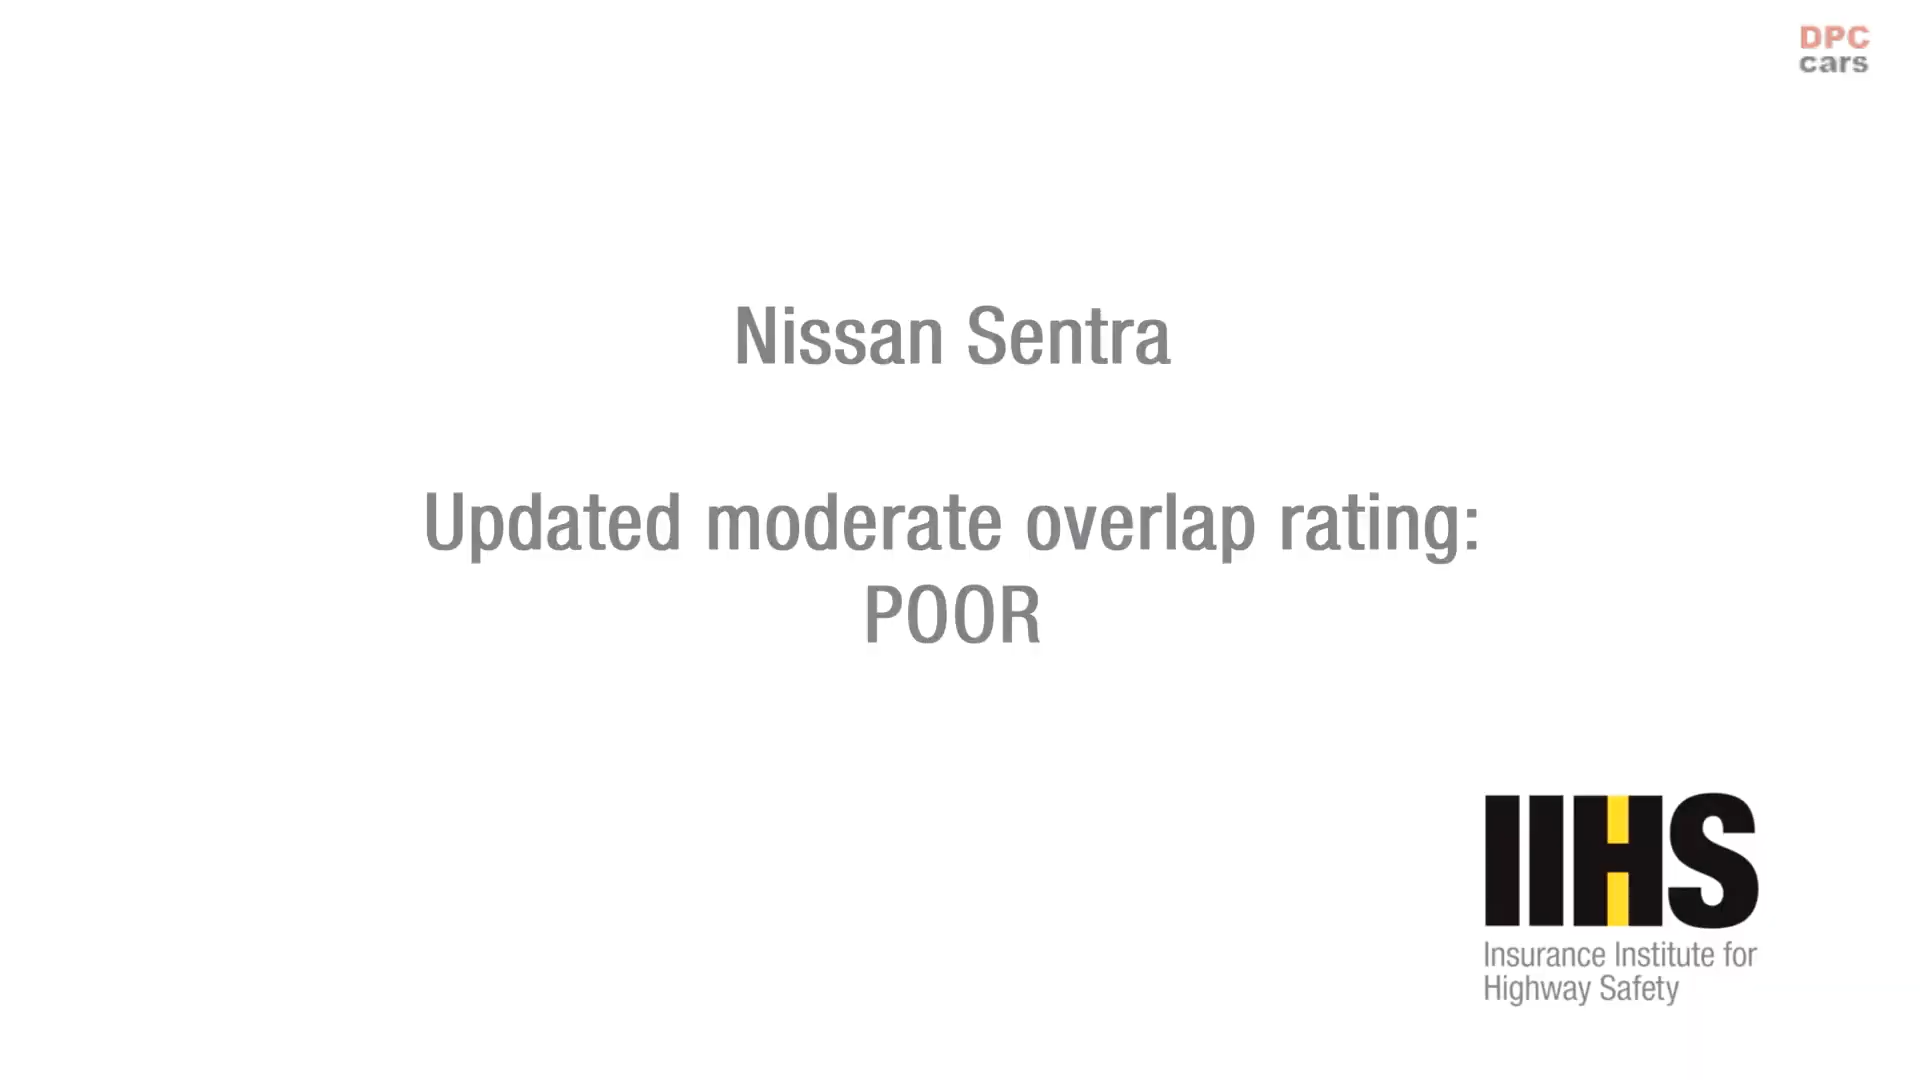 DPC
cars
Nissan Sentra
Updated moderate overlap rating:
POOR
IIHS
Insurance Institute for
Highway Safety